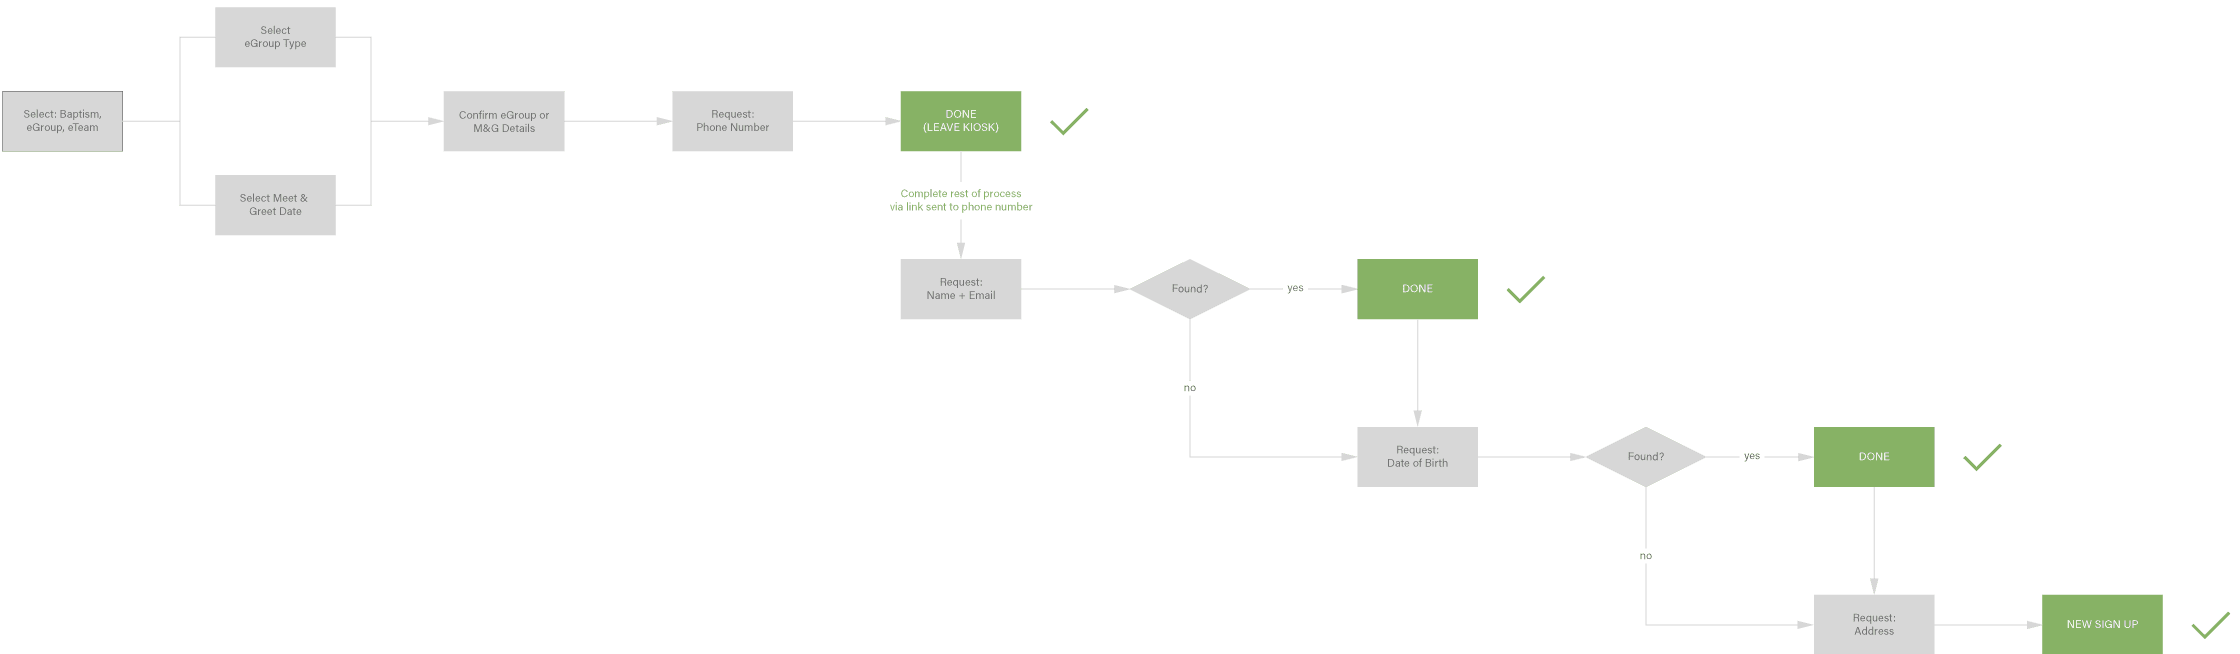 Select
eGroup Type
Select: Baptism,
eGroup, eTeam
Select Meet &
Greet Date
Confirm eGroup or
M&G Details
Request:
Phone Number
DONE
(LEAVE KIOSK)
Complete rest of process
via link sent to phone number
Request:
Name + Email
Found?
yes
DONE
no
Request:
Date of Birth
Found?
yes
DONE
no
Request:
Address
NEW SIGN UP